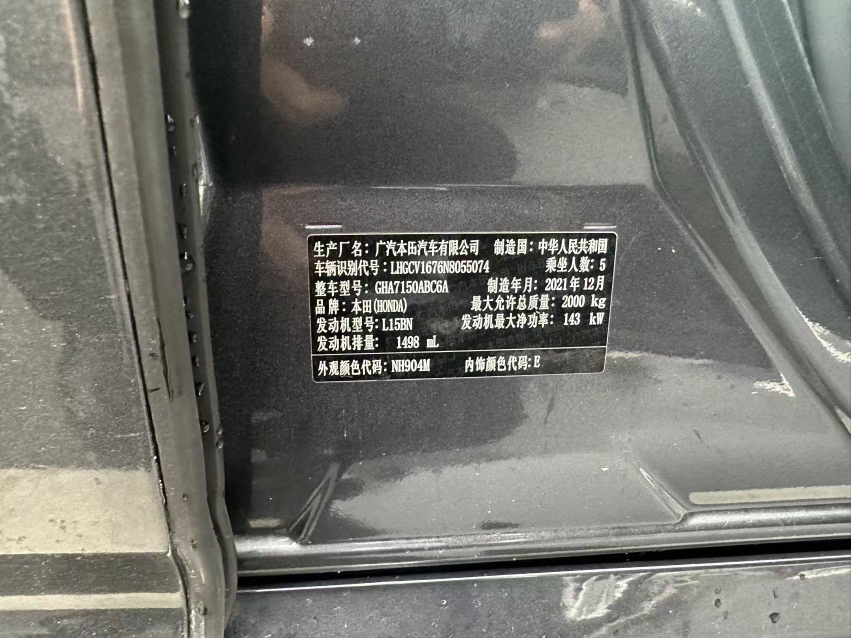 生产厂名：广汽本田汽车有限公司 制造国：中华人民共和国
车辆识别代号：LHGCV1676N8055074 乘坐人数：5
整车型号：GHA7150ABC6A 制造年月：2021年12月
品牌：本田(HONDA) 最大允许总质量：2000 kg
发动机型号：L15BN 发动机最大净功率：143 kW
发动机排量： 1498 mL
外观颜色代码：NH904M 内饰颜色代码：E